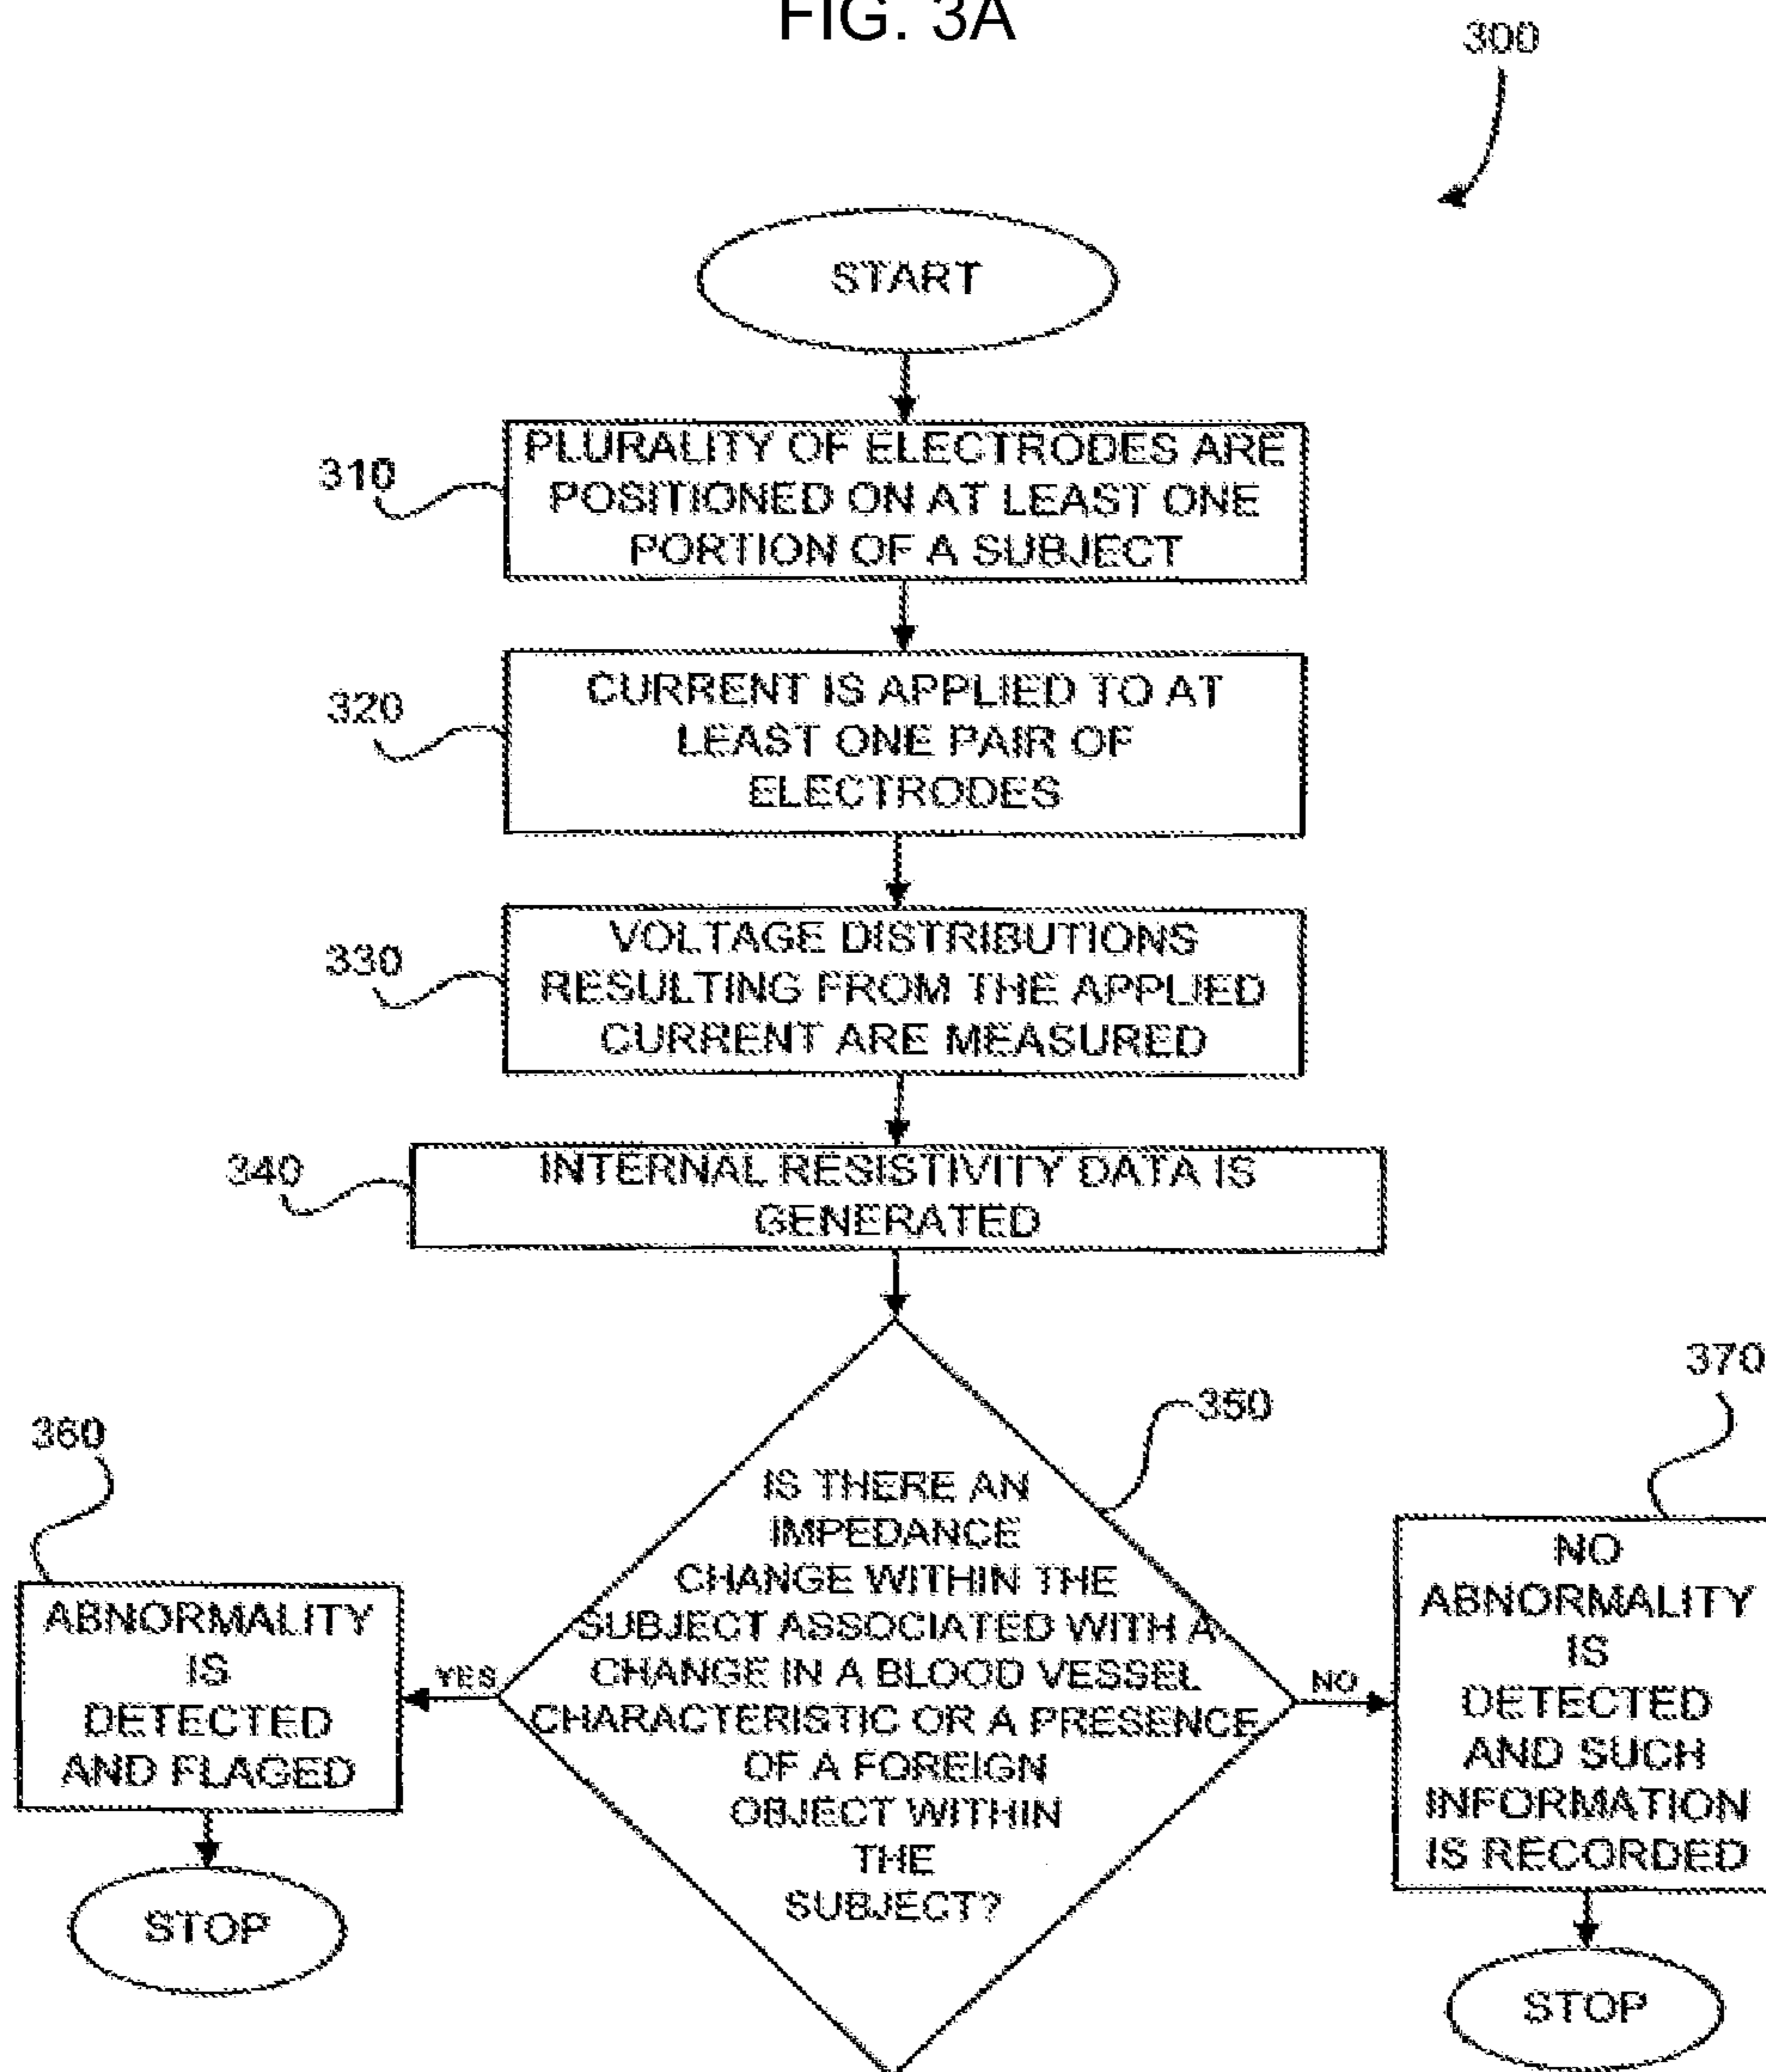 FIG. 3A
300
START
310
PLURALITY OF ELECTRODES ARE
POSITIONED ON AT LEAST ONE
PORTION OF A SUBJECT
320
CURRENT IS APPLIED TO AT
LEAST ONE PAIR OF
ELECTRODES
330
VOLTAGE DISTRIBUTIONS
RESULTING FROM THE APPLIED
CURRENT ARE MEASURED
340
INTERNAL RESISTIVITY DATA IS
GENERATED
350
IS THERE AN
IMPEDANCE
CHANGE WITHIN THE
SUBJECT ASSOCIATED WITH A
CHANGE IN A BLOOD VESSEL
CHARACTERISTIC OR A PRESENCE
OF A FOREIGN
OBJECT WITHIN
THE
SUBJECT?
YES
360
ABNORMALITY
IS
DETECTED
AND FLAGED
STOP
NO
370
NO
ABNORMALITY
IS
DETECTED
AND SUCH
INFORMATION
IS RECORDED
STOP